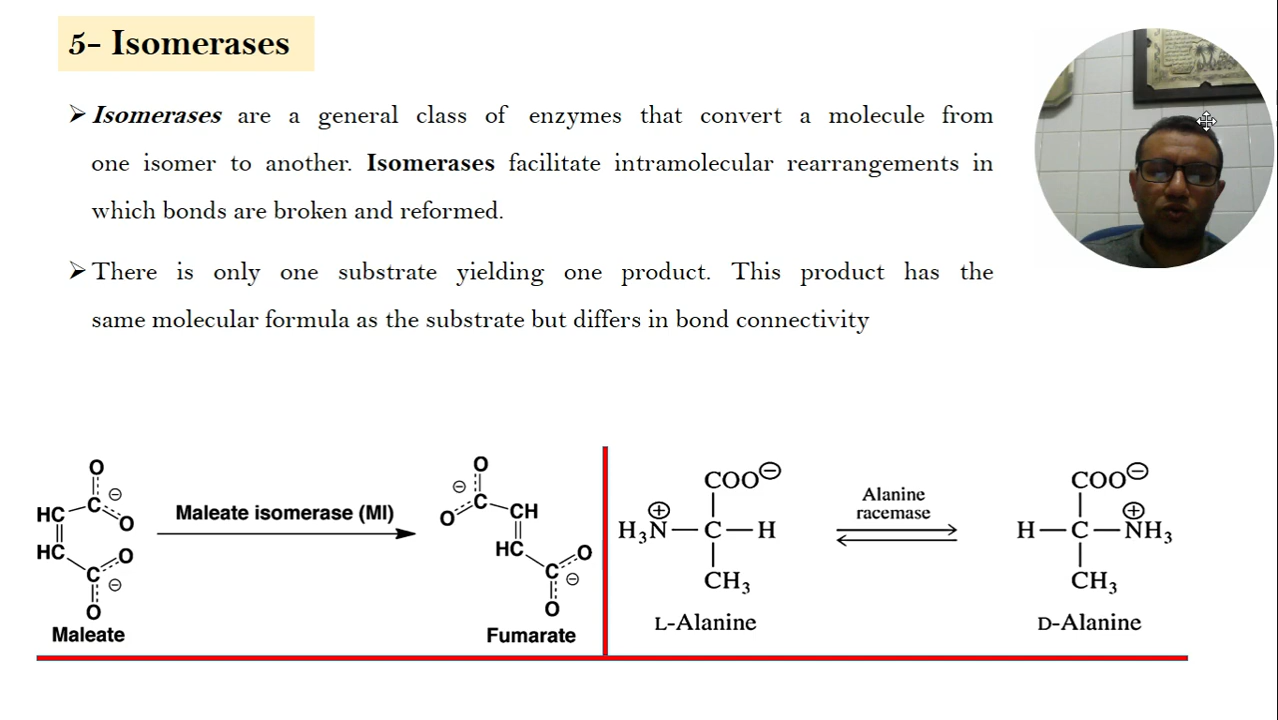 5- Isomerases
➢ Isomerases are a general class of enzymes that convert a molecule from
one isomer to another. Isomerases facilitate intramolecular rearrangements in
which bonds are broken and reformed.
➢ There is only one substrate yielding one product. This product has the
same molecular formula as the substrate but differs in bond connectivity
O
HC C ⊖
O
HC O
C ⊖
O
Maleate
Maleate isomerase (MI)
O
⊖ C
O CH
HC O
C ⊖
O
Fumarate
COO⊖
H₃N⊕—C—H
CH₃
L-Alanine
Alanine
racemase
COO⊖
H—C—NH₃⊕
CH₃
D-Alanine